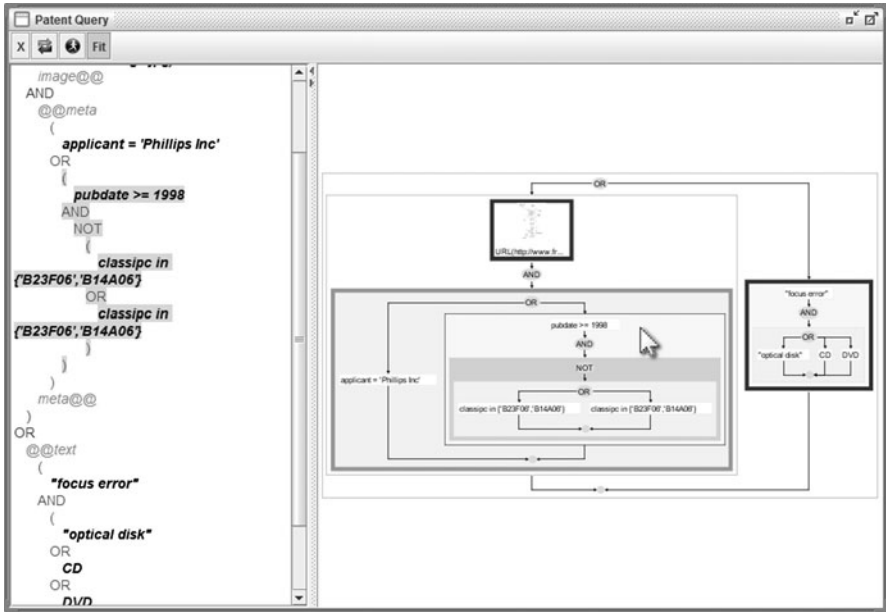 Patent Query
X
Fit
image@@
AND
@@meta
(
applicant = 'Phillips Inc'
OR
(
pubdate >= 1998
AND
NOT
(
classipc in
{'B23F06','B14A06'}
OR
classipc in
{'B23F06','B14A06'}
)
)
)
meta@@
)
OR
@@text
(
"focus error"
AND
(
"optical disk"
OR
CD
OR
DVD
OR
URL(http://www.fr...
AND
OR
pubdate >= 1998
AND
NOT
applicant = 'Phillips Inc'
OR
classipc in {'B23F06','B14A06'} classipc in {'B23F06','B14A06'}
"focus error"
AND
OR
"optical disk" CD DVD